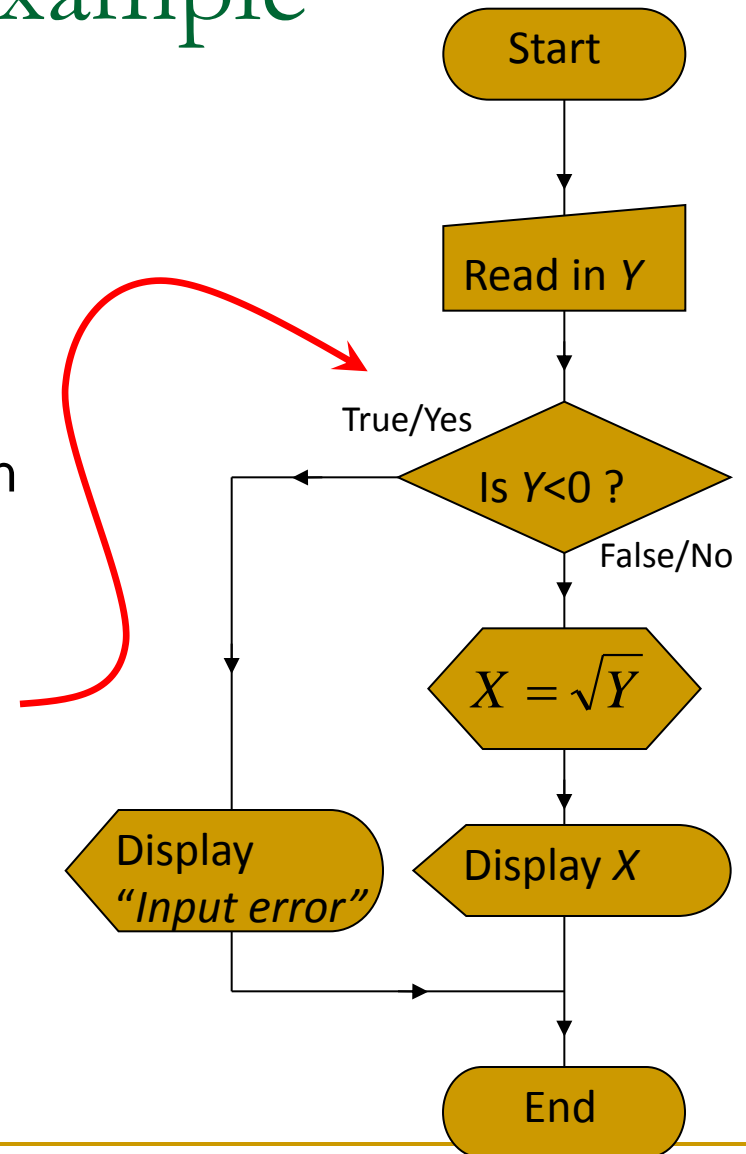 Start
Read in Y
True/Yes
Is Y<0 ?
False/No
X = √Y
Display
“Input error”
Display X
End